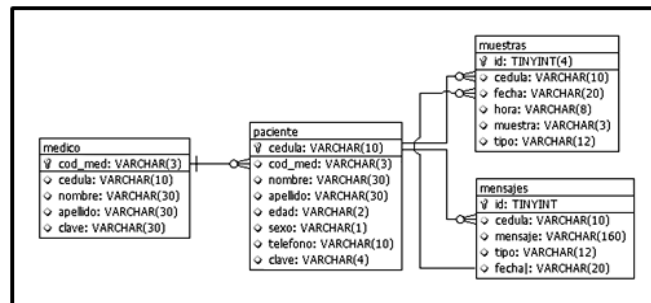 medico
cod_med: VARCHAR(3)
cedula: VARCHAR(10)
nombre: VARCHAR(30)
apellido: VARCHAR(30)
clave: VARCHAR(30)
paciente
cedula: VARCHAR(10)
cod_med: VARCHAR(3)
nombre: VARCHAR(30)
apellido: VARCHAR(30)
edad: VARCHAR(2)
sexo: VARCHAR(1)
telefono: VARCHAR(10)
clave: VARCHAR(4)
muestras
id: TINYINT(4)
cedula: VARCHAR(10)
fecha: VARCHAR(20)
hora: VARCHAR(8)
muestra: VARCHAR(3)
tipo: VARCHAR(12)
mensajes
id: TINYINT
cedula: VARCHAR(10)
mensaje: VARCHAR(160)
tipo: VARCHAR(12)
fecha|: VARCHAR(20)